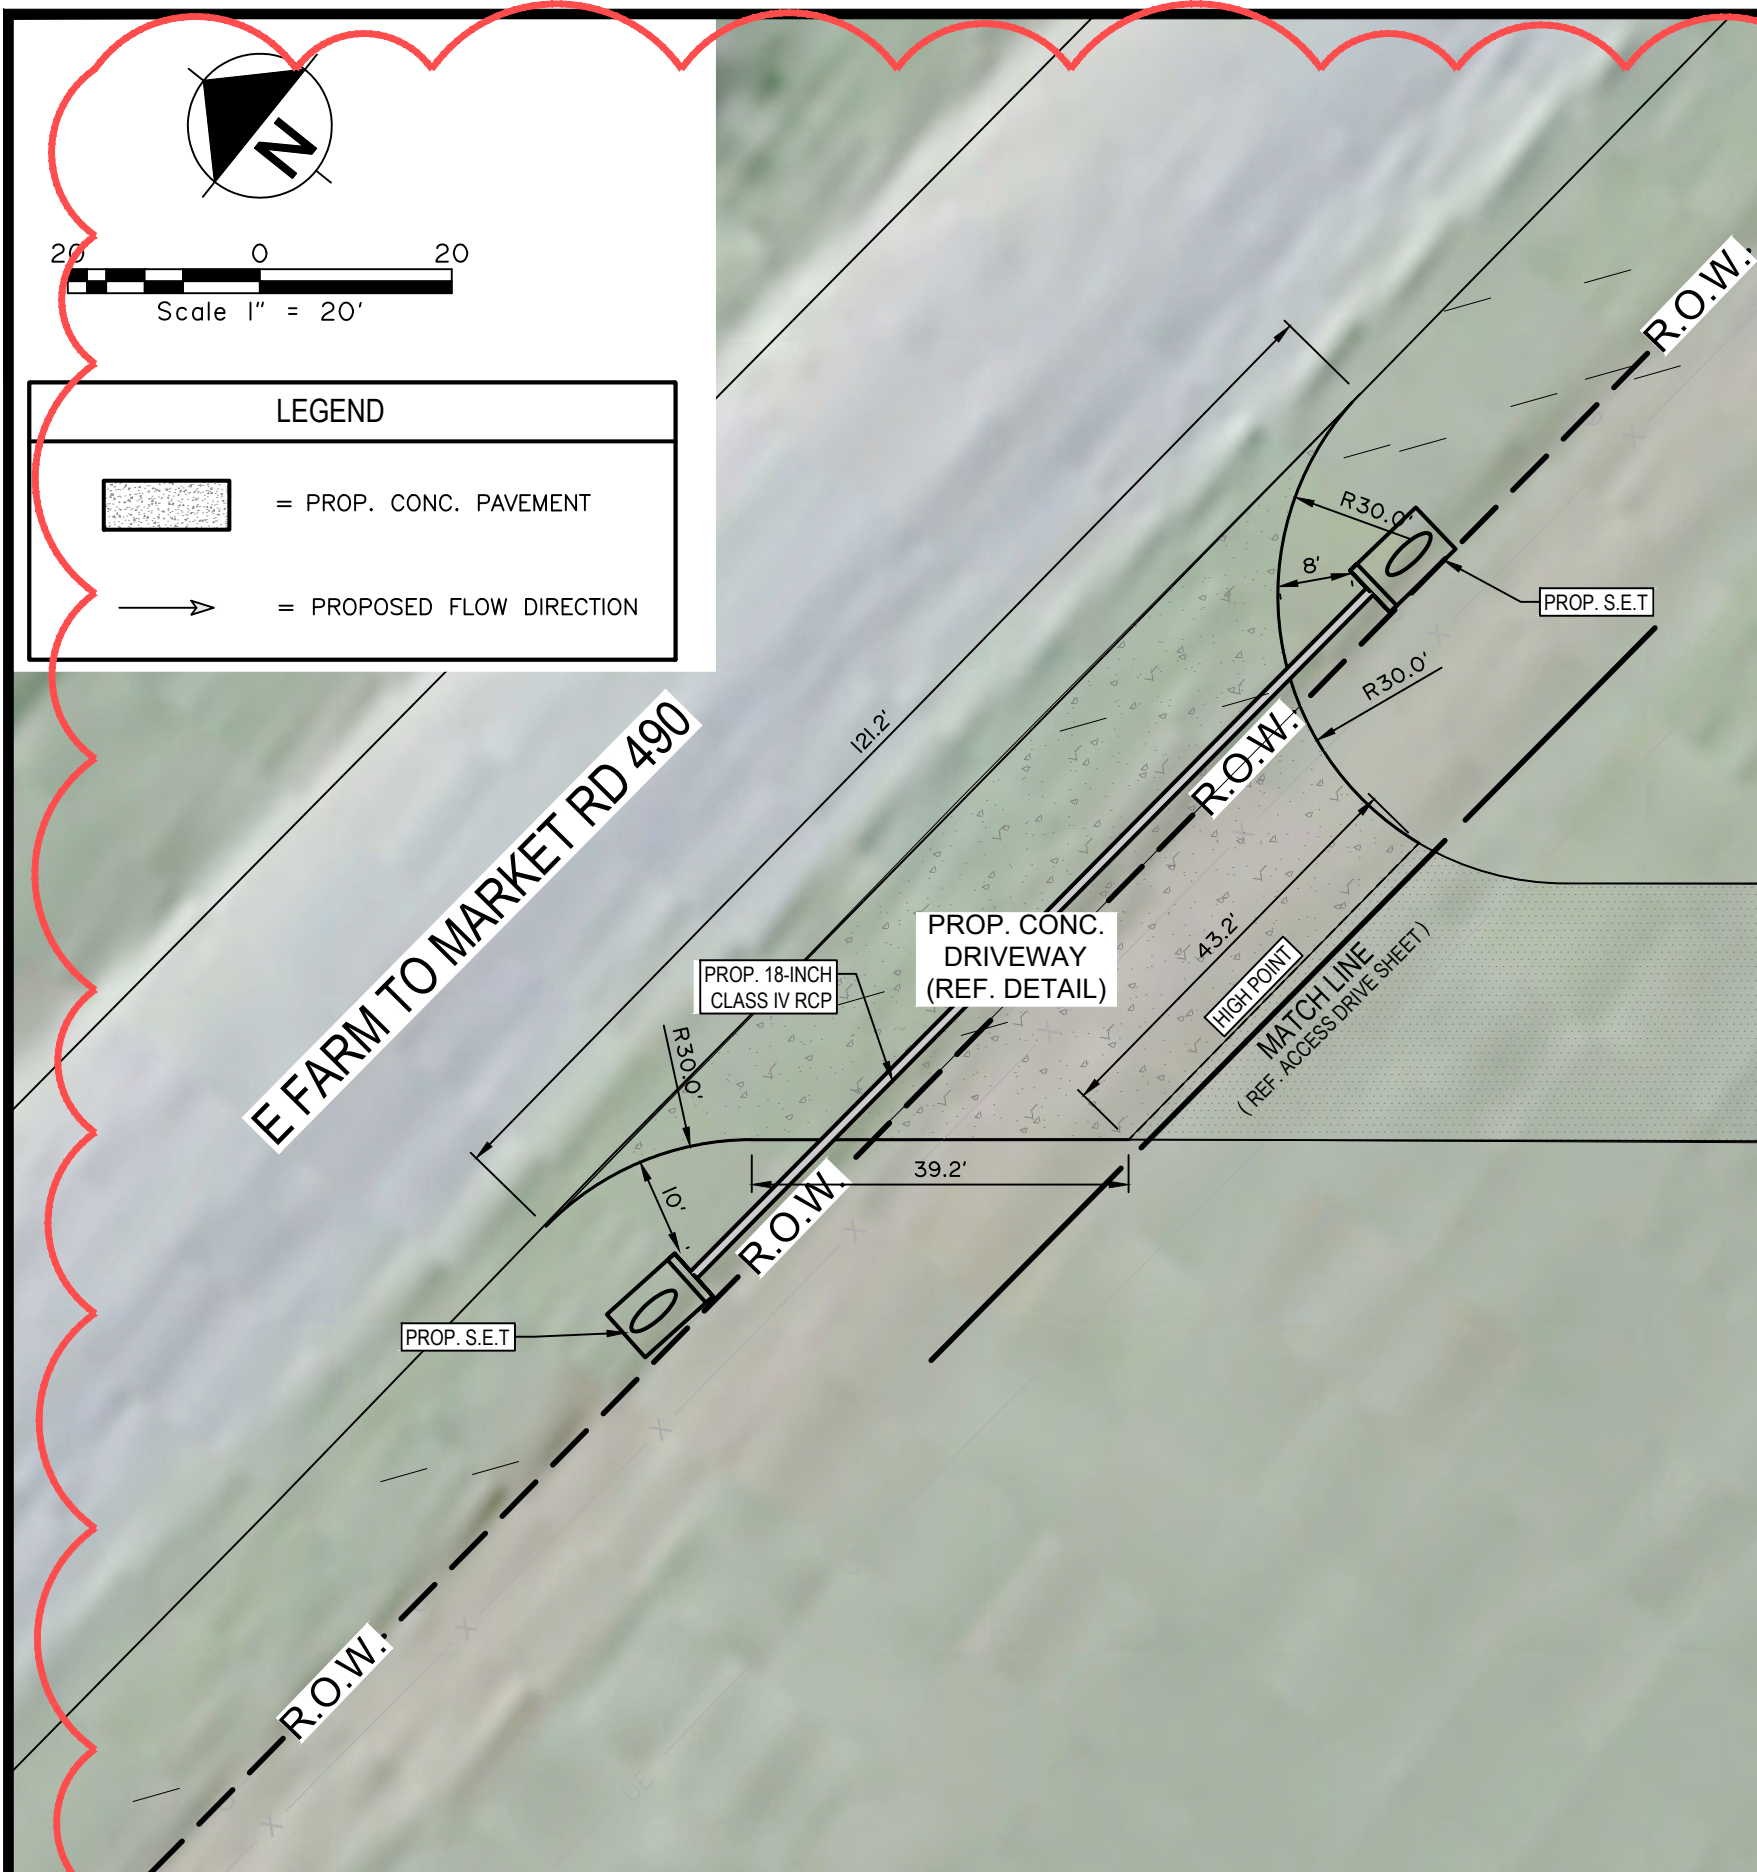 N
20 0 20
Scale 1" = 20'
LEGEND
= PROP. CONC. PAVEMENT
= PROPOSED FLOW DIRECTION
R.O.W.
R30.0'
8'
PROP. S.E.T
R30.0'
121.2'
R.O.W.
E FARM TO MARKET RD 490
PROP. CONC.
DRIVEWAY
(REF. DETAIL)
43.2'
HIGH POINT
MATCH LINE
(REF. ACCESS DRIVE SHEET)
PROP. 18-INCH
CLASS IV RCP
R30.0'
39.2'
10'
R.O.W.
PROP. S.E.T
R.O.W.
X
X
X
X
X
X
X
X
UE